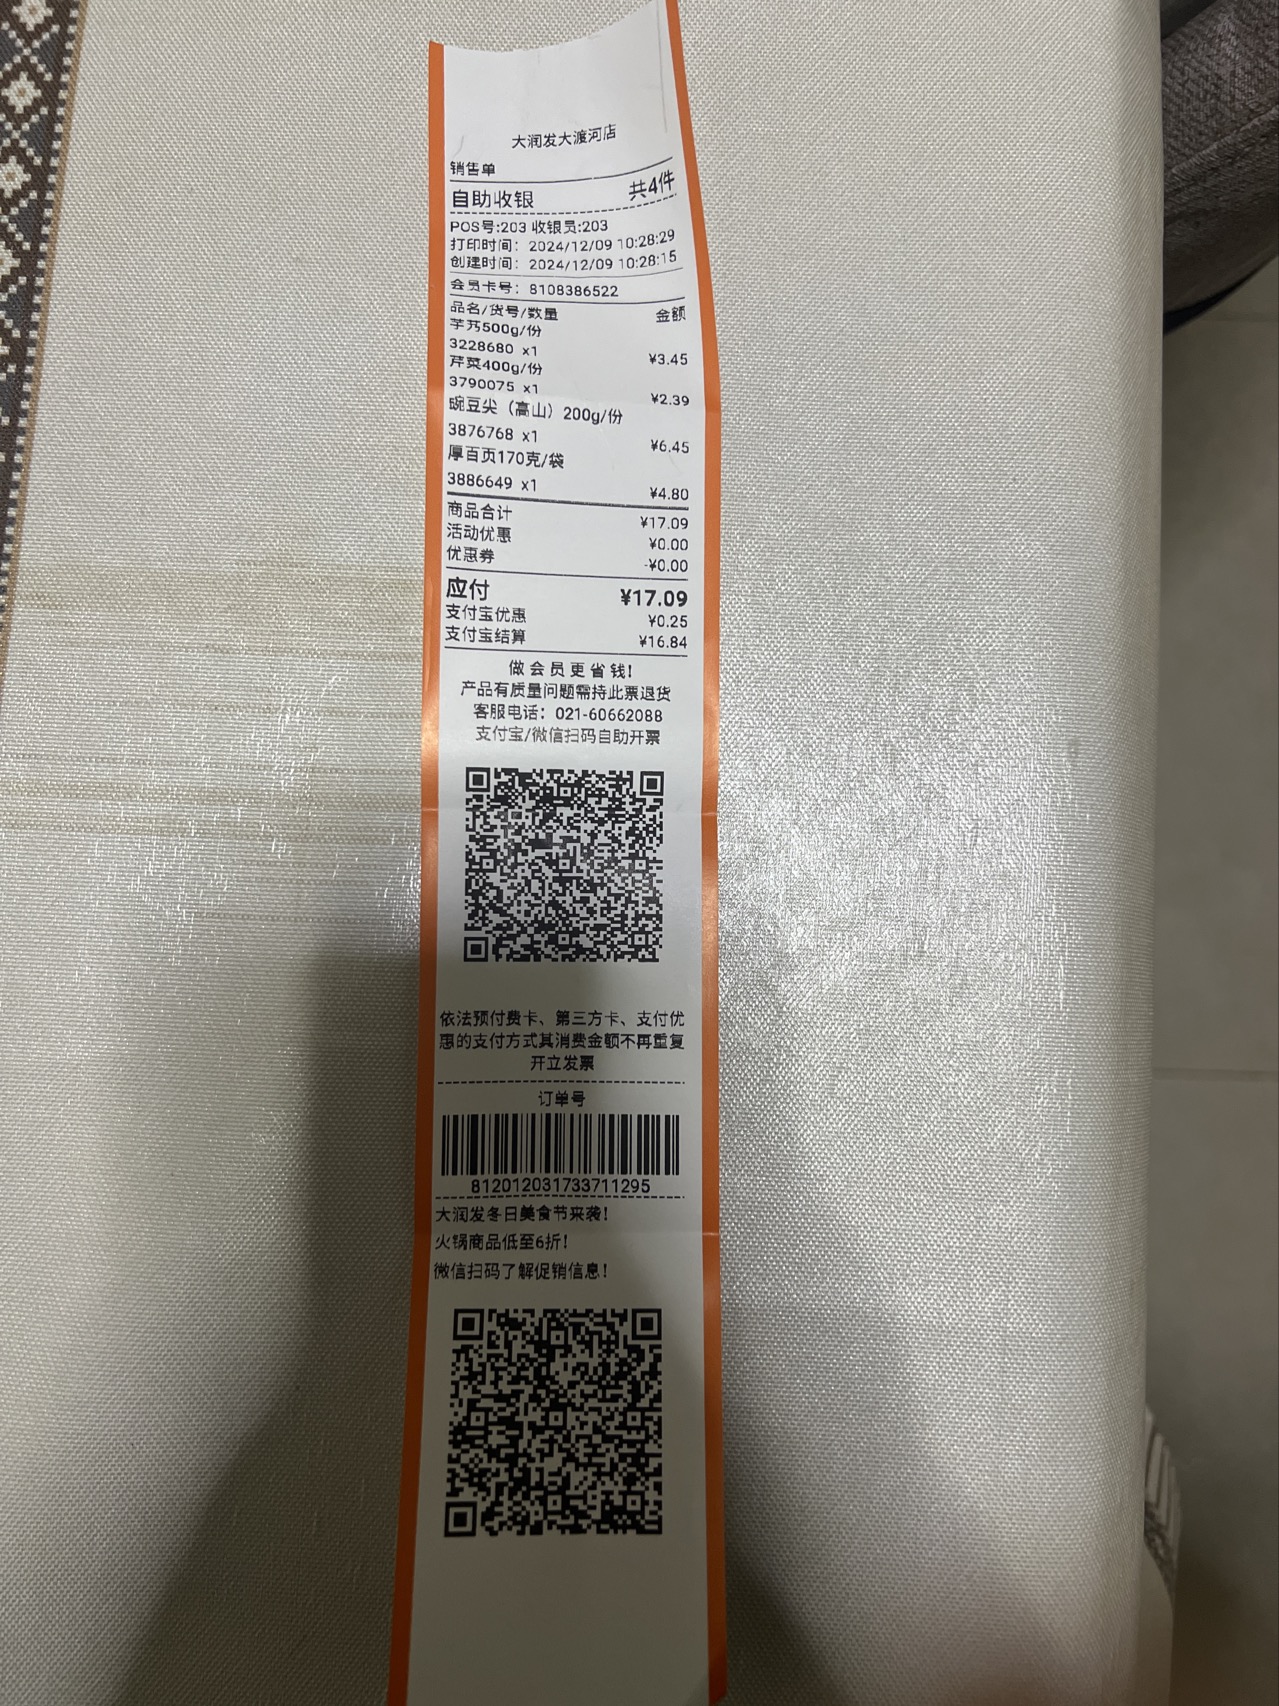 大润发大渡河店
销售单
自助收银 共4件
POS号:203 收银员:203
打印时间: 2024/12/09 10:28:29
创建时间: 2024/12/09 10:28:15
会员卡号: 8108386522
品名/货号/数量 金额
芋艿500g/份
3228680 x1 ¥3.45
芹菜400g/份
3790075 x1 ¥2.39
豌豆尖（高山）200g/份
3876768 x1 ¥6.45
厚百页170克/袋
3886649 x1 ¥4.80
商品合计 ¥17.09
活动优惠 ¥0.00
优惠券 -¥0.00
应付 ¥17.09
支付宝优惠 ¥0.25
支付宝结算 ¥16.84
做会员更省钱!
产品有质量问题需持此票退货
客服电话: 021-60662088
支付宝/微信扫码自助开票
依法预付费卡、第三方卡、支付优
惠的支付方式其消费金额不再重复
开立发票
订单号
812012031733711295
大润发冬日美食节来袭!
火锅商品低至6折!
微信扫码了解促销信息!